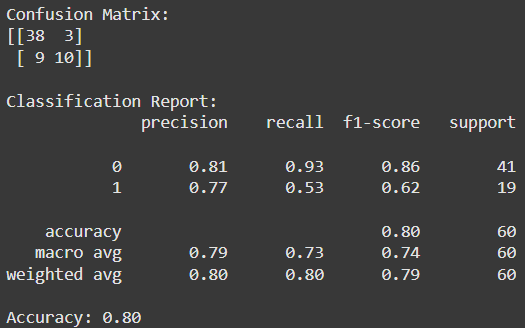 Confusion Matrix:
[[38  3]
 [ 9 10]]
Classification Report:
              precision    recall  f1-score   support
           0       0.81      0.93      0.86        41
           1       0.77      0.53      0.62        19
    accuracy                           0.80        60
   macro avg       0.79      0.73      0.74        60
weighted avg       0.80      0.80      0.79        60
Accuracy: 0.80